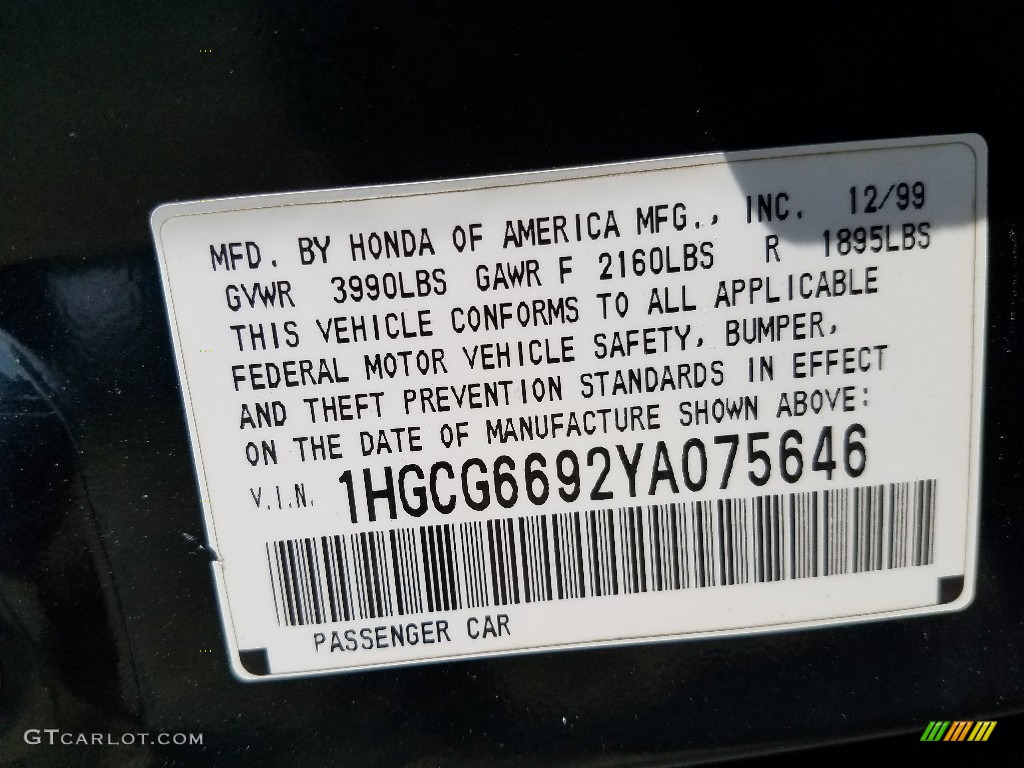 MFD. BY HONDA OF AMERICA MFG., INC. 12/99
GVWR 3990LBS GAWR F 2160LBS R 1895LBS
THIS VEHICLE CONFORMS TO ALL APPLICABLE
FEDERAL MOTOR VEHICLE SAFETY, BUMPER,
AND THEFT PREVENTION STANDARDS IN EFFECT
ON THE DATE OF MANUFACTURE SHOWN ABOVE:
V.I.N. 1HGCG6692YA075646
PASSENGER CAR
GTCARLOT.COM